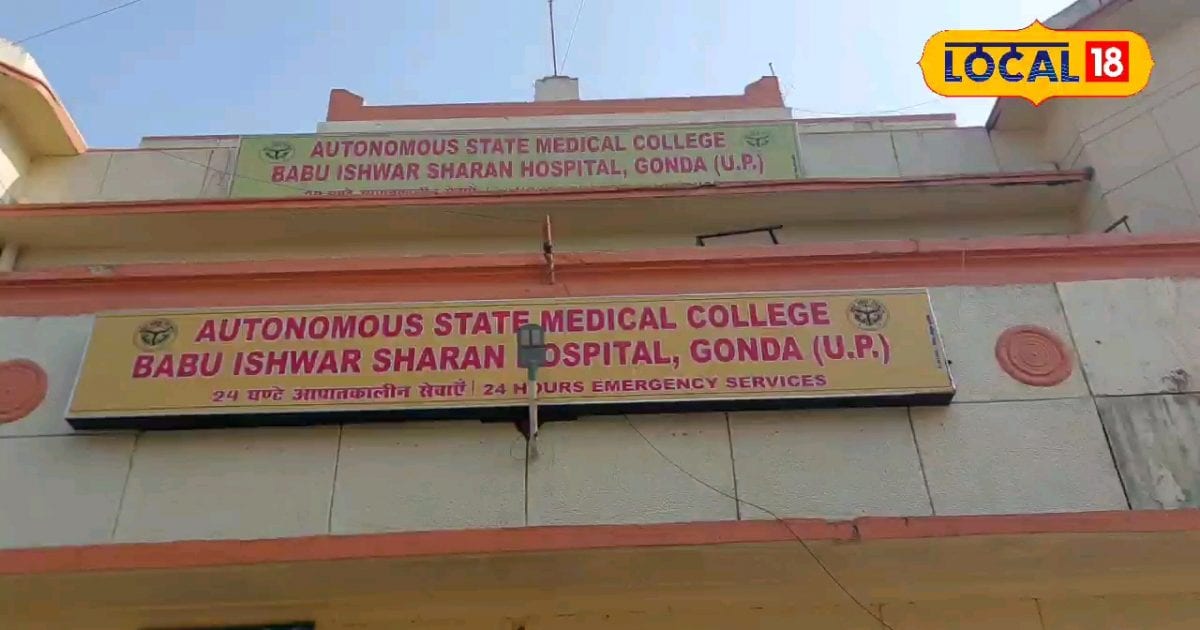 LOCAL 18
AUTONOMOUS STATE MEDICAL COLLEGE
BABU ISHWAR SHARAN HOSPITAL, GONDA (U.P.)
AUTONOMOUS STATE MEDICAL COLLEGE
BABU ISHWAR SHARAN HOSPITAL, GONDA (U.P.)
24 घण्टे आपातकालीन सेवाएँ | 24 HOURS EMERGENCY SERVICES